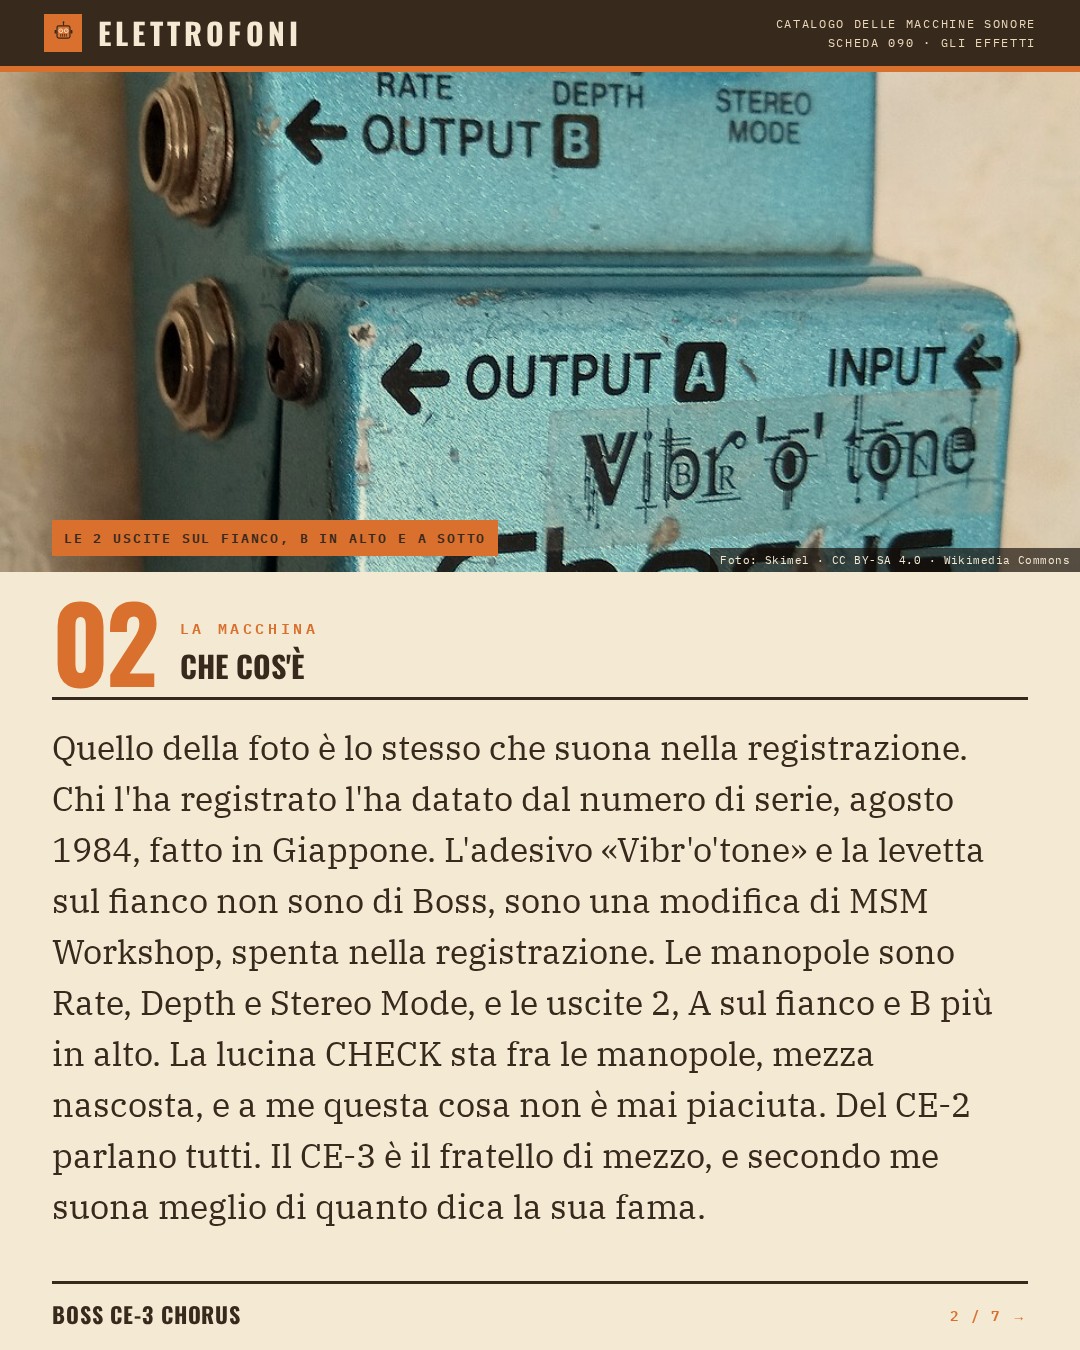 ELETTROFONI
CATALOGO DELLE MACCHINE SONORE
SCHEDA 090 · GLI EFFETTI
RATE
DEPTH
STEREO
MODE
OUTPUT B
OUTPUT A
INPUT
Vibr'o'tone
Chorus
LE 2 USCITE SUL FIANCO, B IN ALTO E A SOTTO
Foto: Skimel · CC BY-SA 4.0 · Wikimedia Commons
02
LA MACCHINA
CHE COS'È
Quello della foto è lo stesso che suona nella registrazione.
Chi l'ha registrato l'ha datato dal numero di serie, agosto
1984, fatto in Giappone. L'adesivo «Vibr'o'tone» e la levetta
sul fianco non sono di Boss, sono una modifica di MSM
Workshop, spenta nella registrazione. Le manopole sono
Rate, Depth e Stereo Mode, e le uscite 2, A sul fianco e B più
in alto. La lucina CHECK sta fra le manopole, mezza
nascosta, e a me questa cosa non è mai piaciuta. Del CE-2
parlano tutti. Il CE-3 è il fratello di mezzo, e secondo me
suona meglio di quanto dica la sua fama.
BOSS CE-3 CHORUS
2 / 7 →